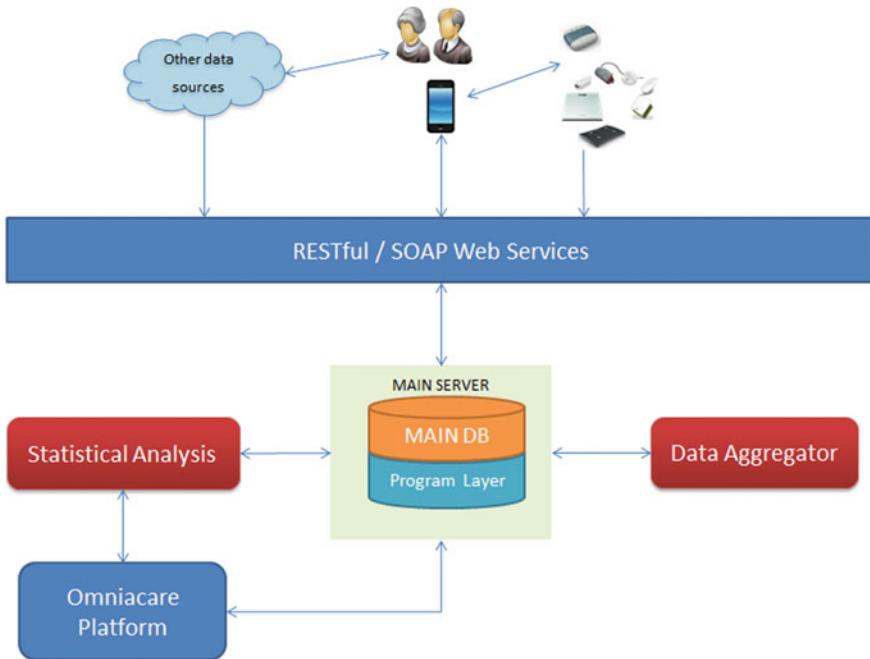 Other data
sources
RESTful / SOAP Web Services
MAIN SERVER
MAIN DB
Program Layer
Statistical Analysis
Data Aggregator
Omniacare
Platform